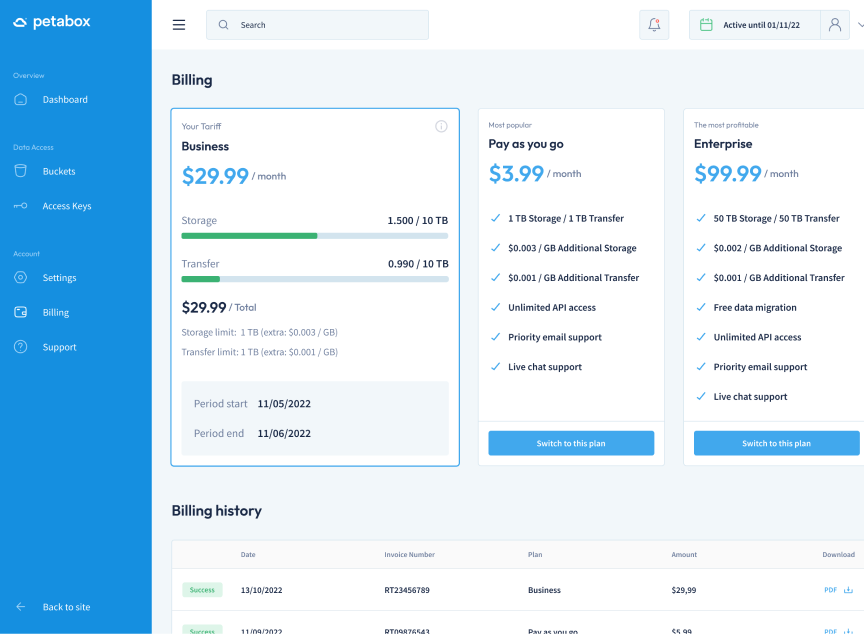 petabox
Search
Active until 01/11/22
Overview
Dashboard
Data Access
Buckets
Access Keys
Account
Settings
Billing
Support
Back to site
Billing
Your Tariff
Business
$29.99 / month
Storage 1.500 / 10 TB
Transfer 0.990 / 10 TB
$29.99 / Total
Storage limit: 1 TB (extra: $0.003 / GB)
Transfer limit: 1 TB (extra: $0.001 / GB)
Period start 11/05/2022
Period end 11/06/2022
Most popular
Pay as you go
$3.99 / month
1 TB Storage / 1 TB Transfer
$0.003 / GB Additional Storage
$0.001 / GB Additional Transfer
Unlimited API access
Priority email support
Live chat support
Switch to this plan
The most profitable
Enterprise
$99.99 / month
50 TB Storage / 50 TB Transfer
$0.002 / GB Additional Storage
$0.001 / GB Additional Transfer
Free data migration
Unlimited API access
Priority email support
Live chat support
Switch to this plan
Billing history
Date Invoice Number Plan Amount Download
Success 13/10/2022 RT23456789 Business $29,99 PDF
Success 11/09/2022 RT09876543 Pay as you go $5,99 PDF